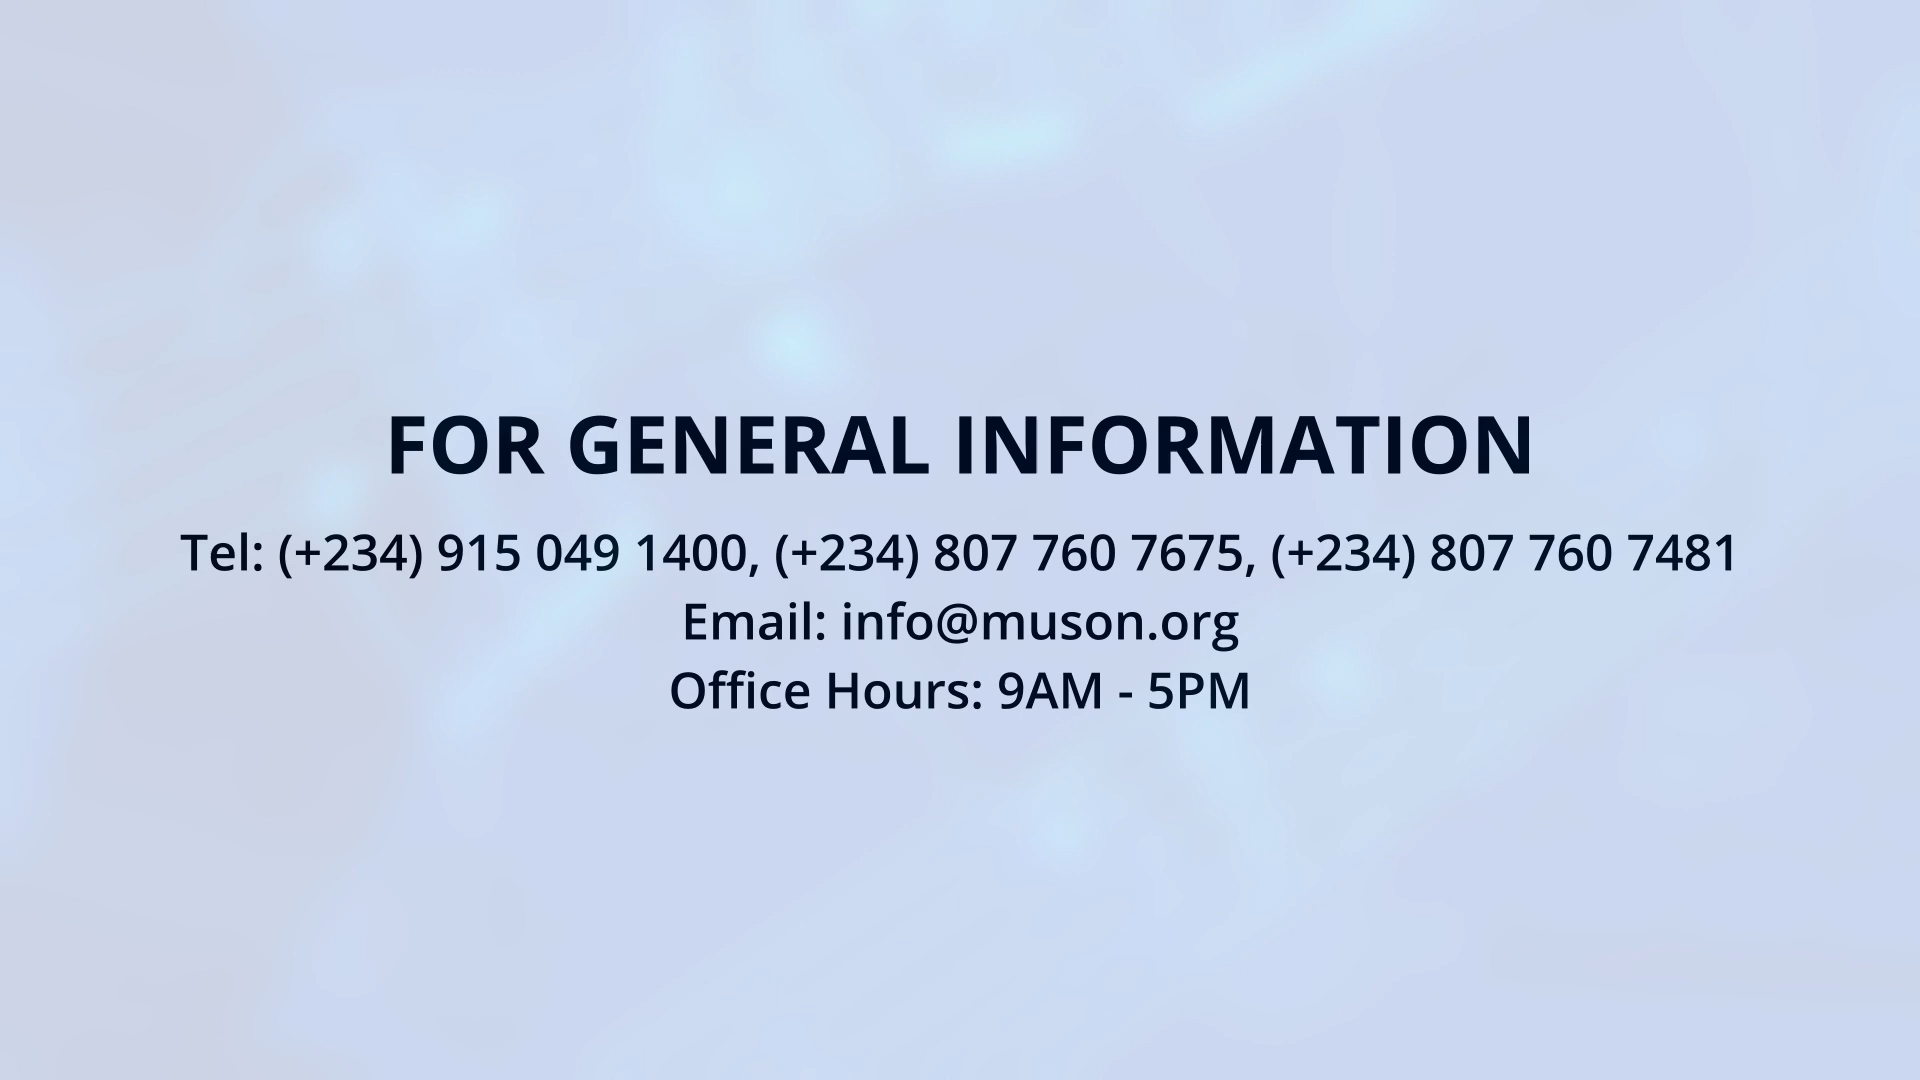 FOR GENERAL INFORMATION
Tel: (+234) 915 049 1400, (+234) 807 760 7675, (+234) 807 760 7481
Email: info@muson.org
Office Hours: 9AM - 5PM